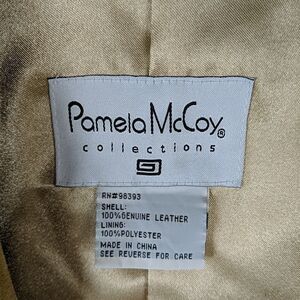 Pamela McCoy®
collections
RN#98393
SHELL:
100%GENUINE LEATHER
LINING:
100%POLYESTER
MADE IN CHINA
SEE REVERSE FOR CARE